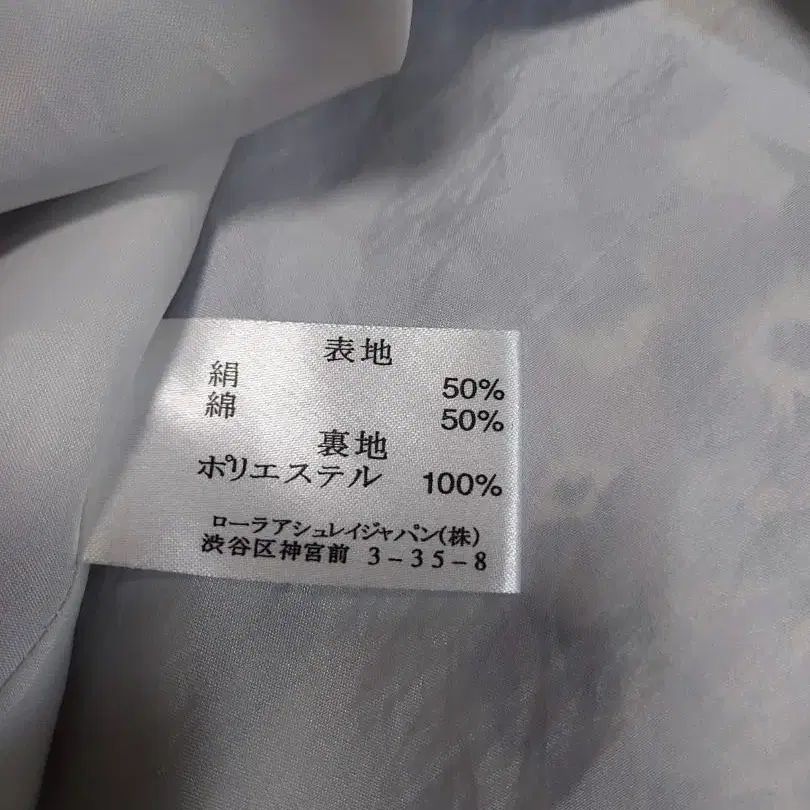 表地
絹 50%
綿 50%
裏地
ポリエステル 100%
ローラアシュレイジャパン(株)
渋谷区神宮前 3-35-8